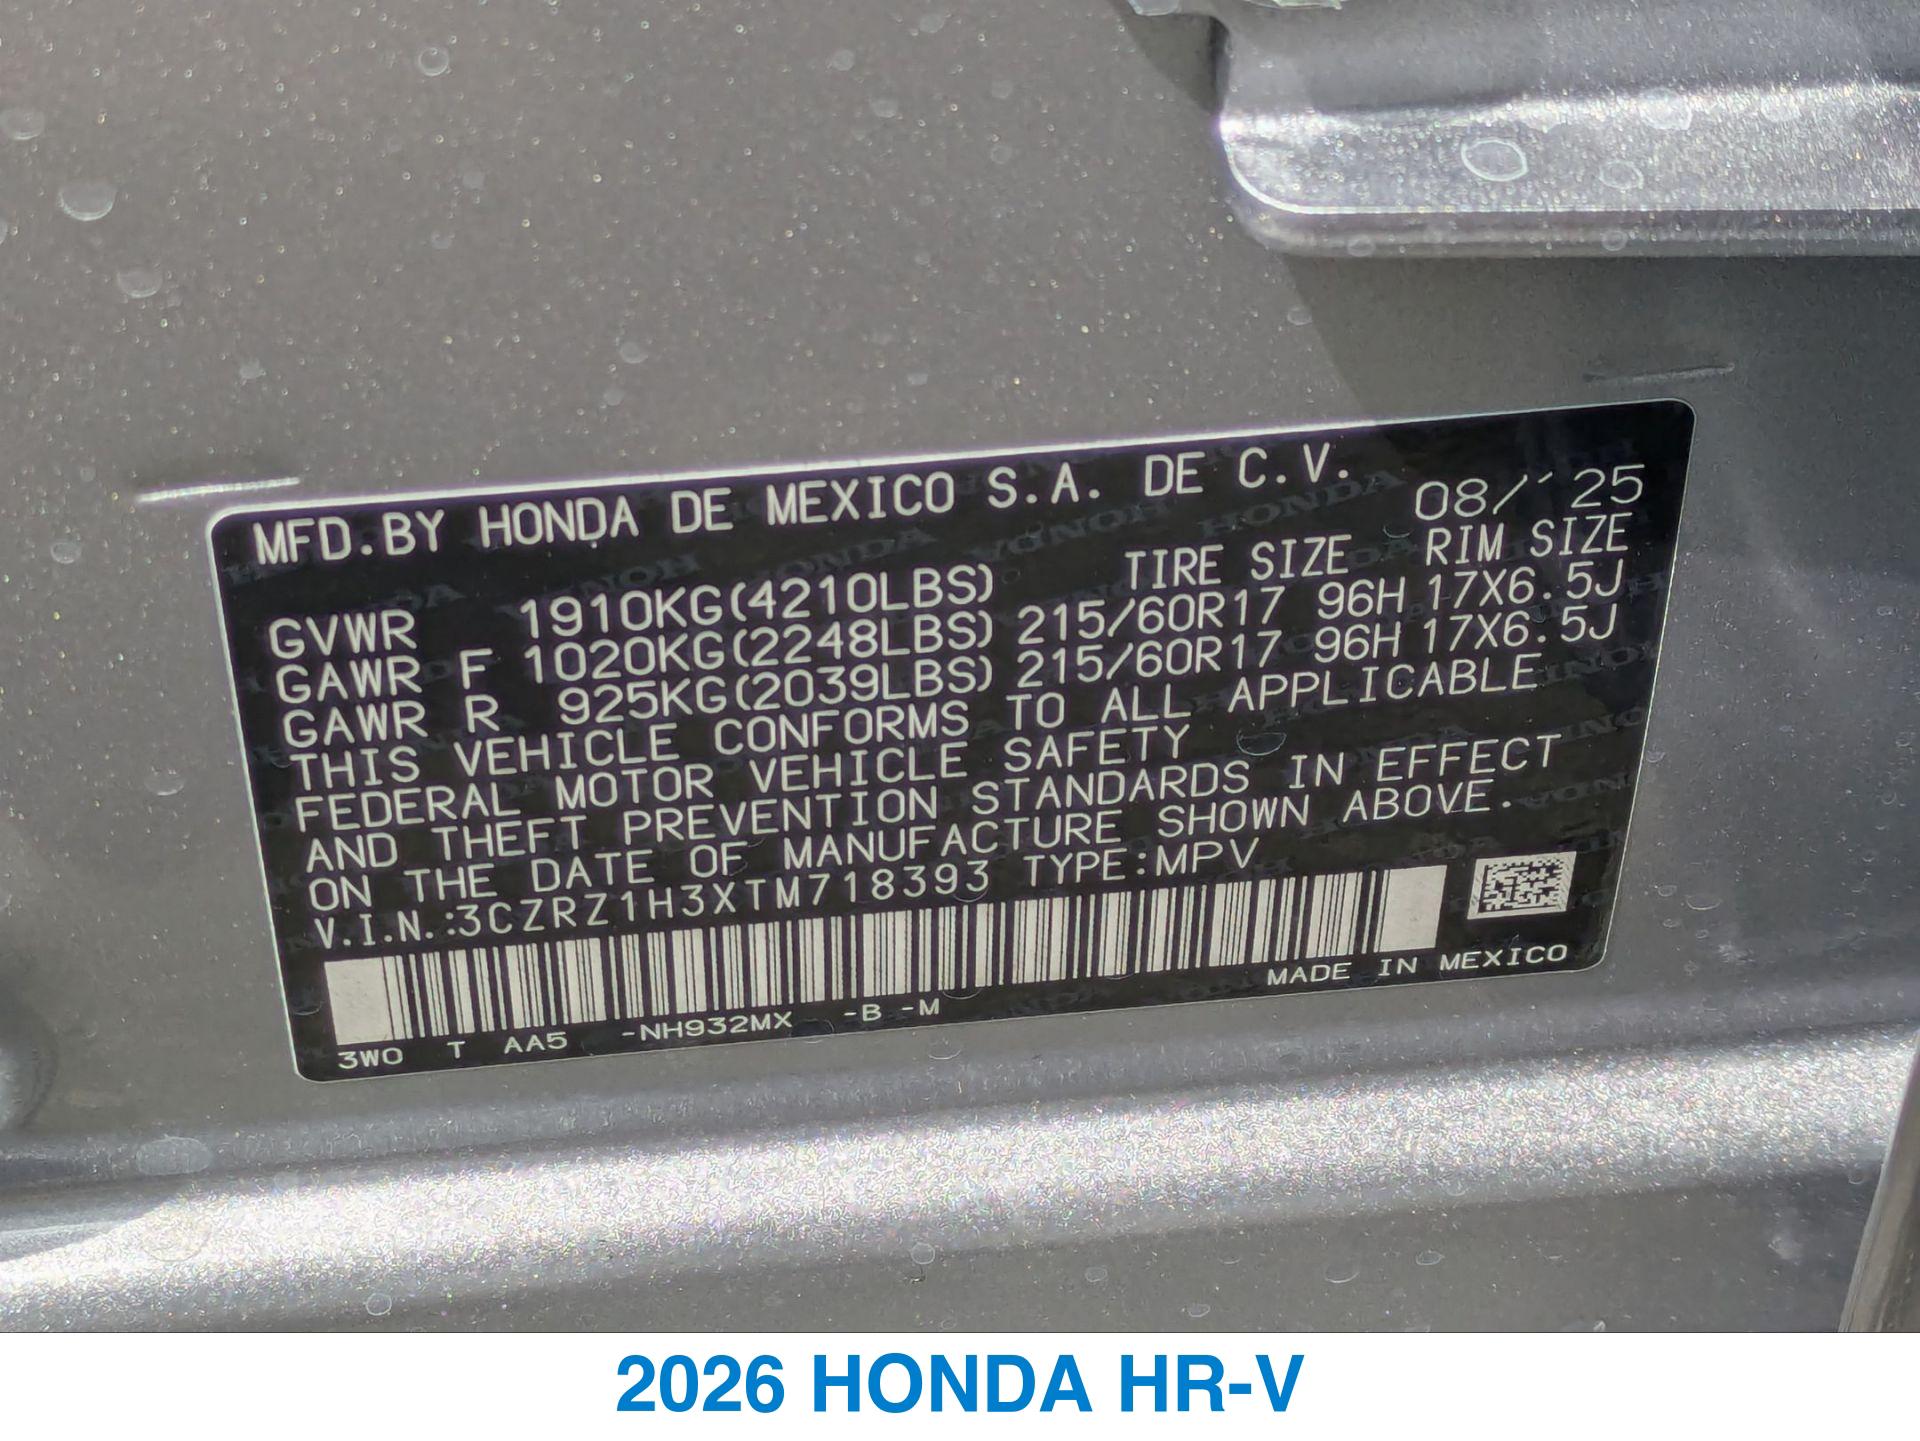 MFD.BY HONDA DE MEXICO S.A. DE C.V.
08/'25
TIRE SIZE RIM SIZE
GVWR 1910KG(4210LBS)
GAWR F 1020KG(2248LBS) 215/60R17 96H 17X6.5J
GAWR R 925KG(2039LBS) 215/60R17 96H 17X6.5J
THIS VEHICLE CONFORMS TO ALL APPLICABLE
FEDERAL MOTOR VEHICLE SAFETY
AND THEFT PREVENTION STANDARDS IN EFFECT
ON THE DATE OF MANUFACTURE SHOWN ABOVE.
V.I.N.:3CZRZ1H3XTM718393 TYPE:MPV
MADE IN MEXICO
3W0 T AA5 -NH932MX -B -M
2026 HONDA HR-V